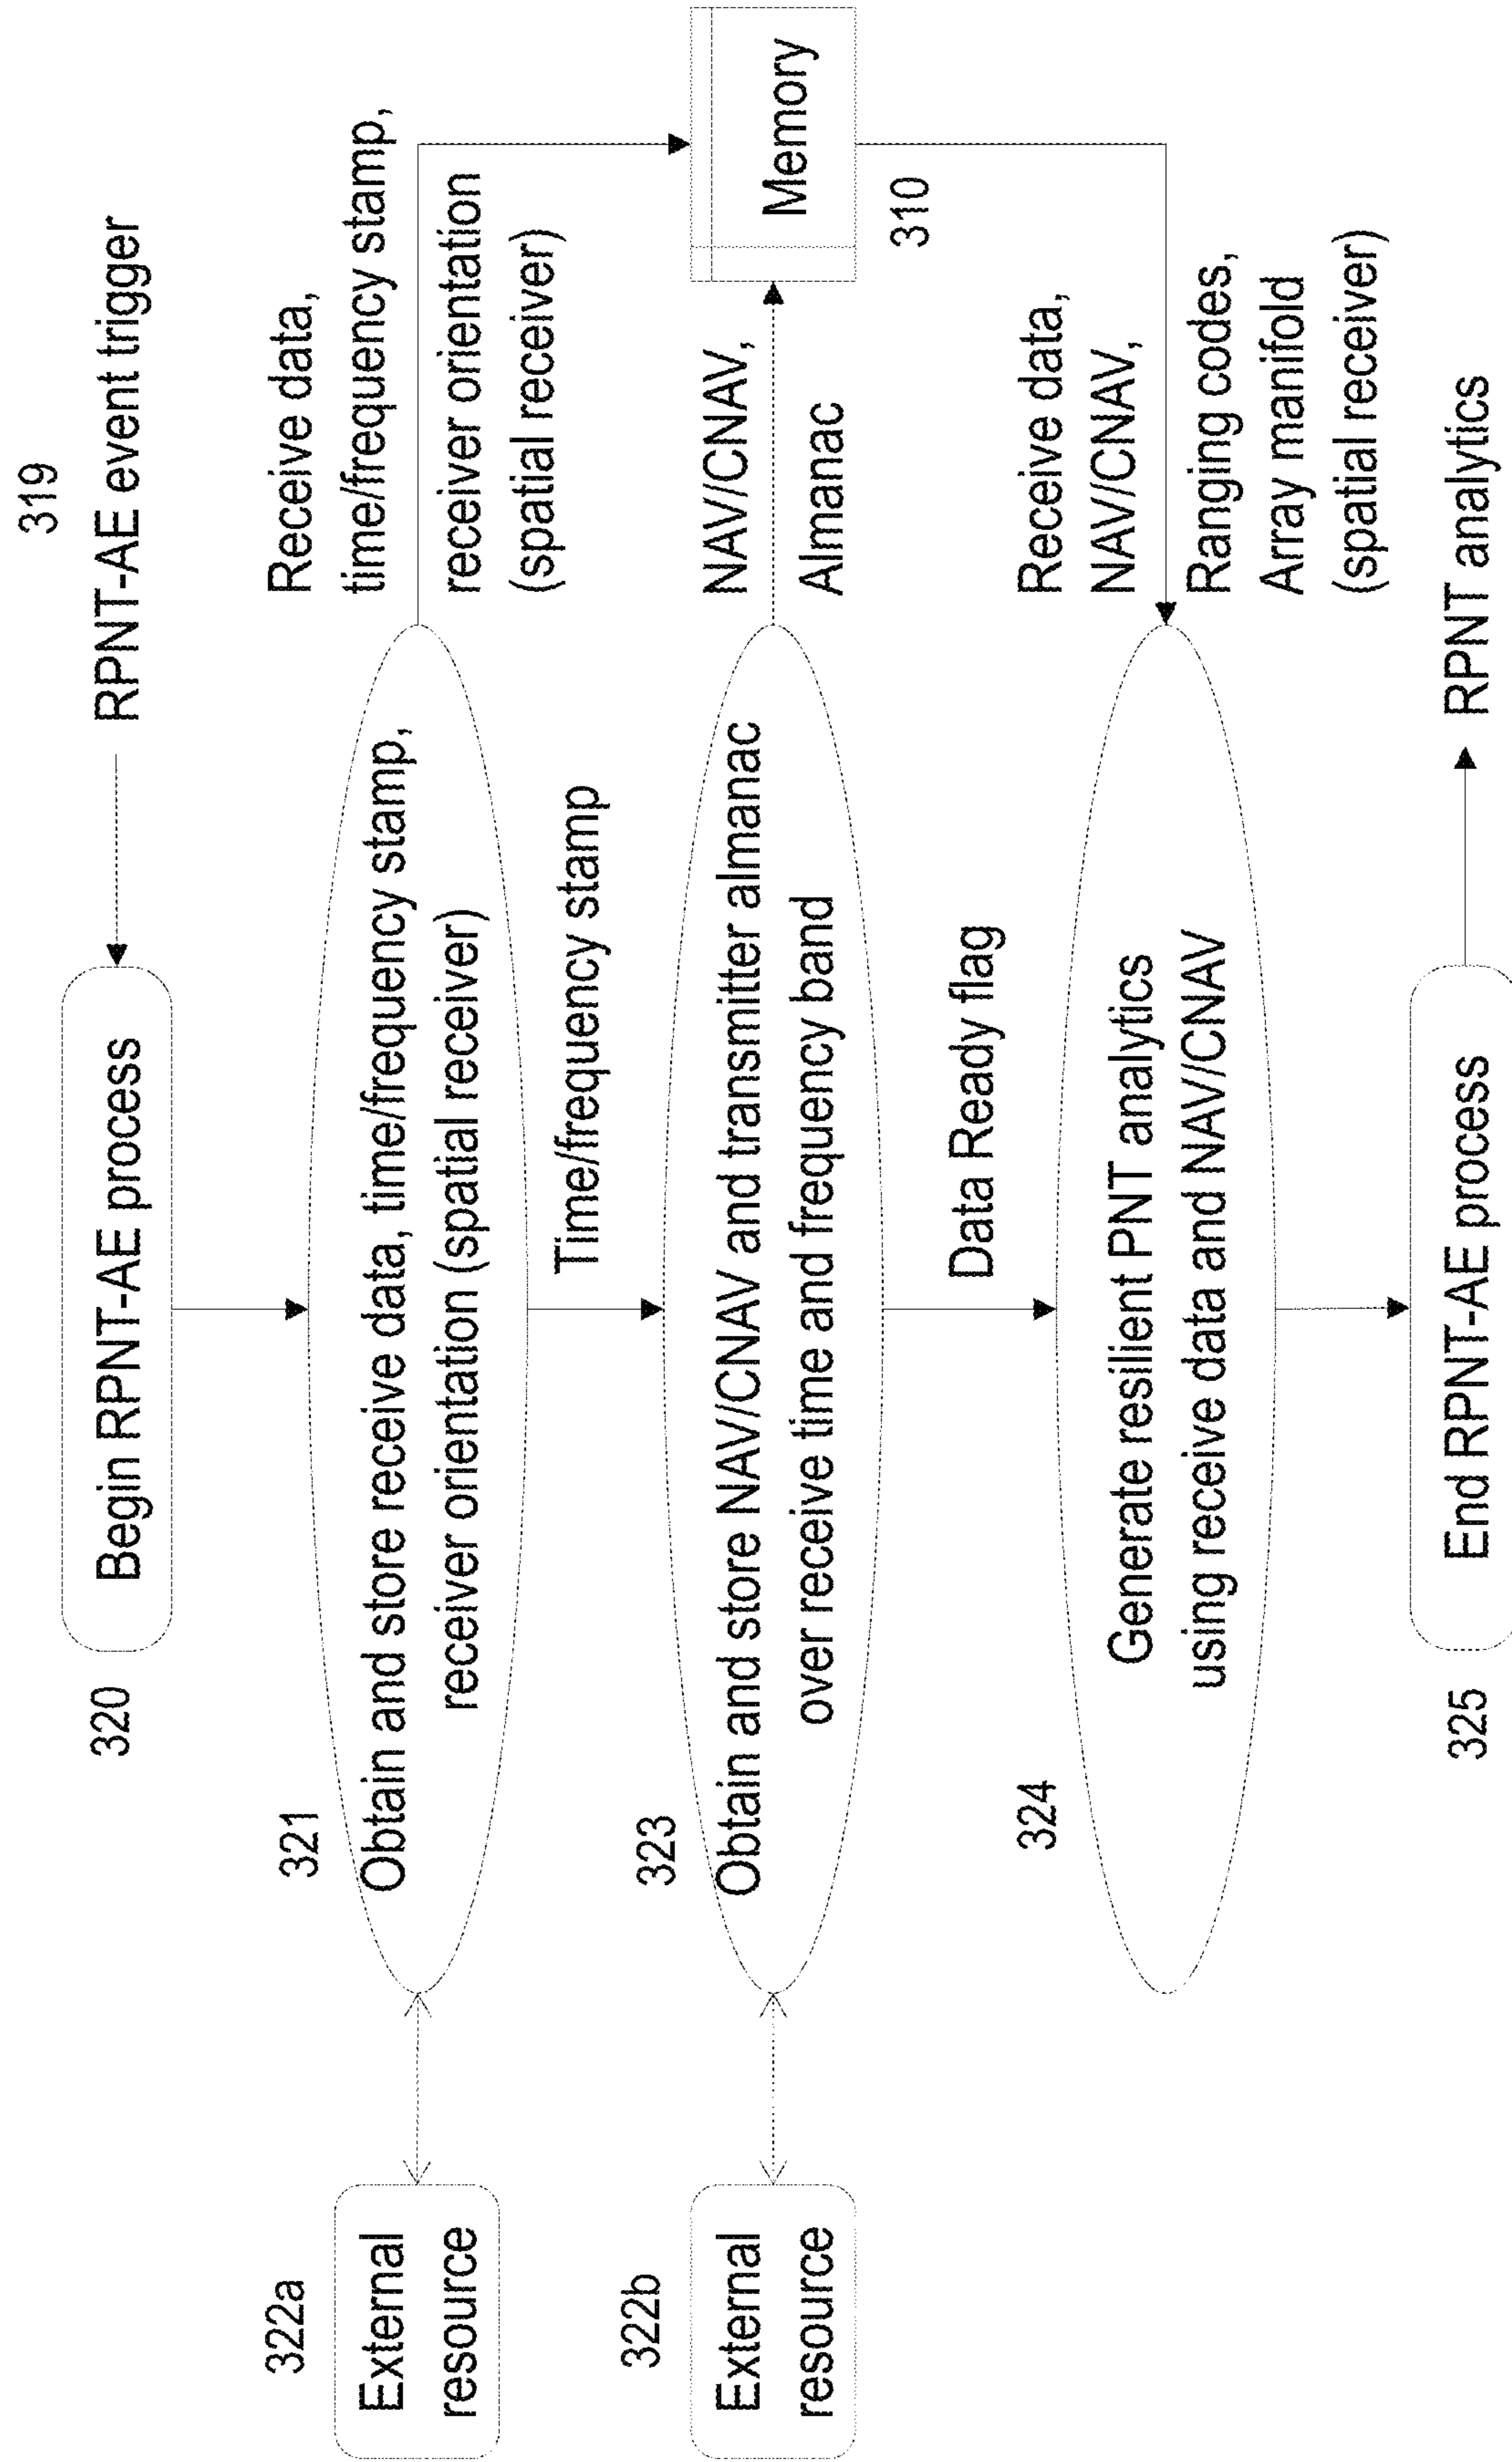 319
RPNT-AE event trigger
320
Begin RPNT-AE process
321
Obtain and store receive data, time/frequency stamp,
receiver orientation (spatial receiver)
Receive data,
time/frequency stamp,
receiver orientation
(spatial receiver)
322a
External
resource
Time/frequency stamp
323
Obtain and store NAV/CNAV and transmitter almanac
over receive time and frequency band
NAV/CNAV,
Almanac
Memory
310
322b
External
resource
Data Ready flag
324
Generate resilient PNT analytics
using receive data and NAV/CNAV
Receive data,
NAV/CNAV,
Ranging codes,
Array manifold
(spatial receiver)
325
End RPNT-AE process
RPNT analytics